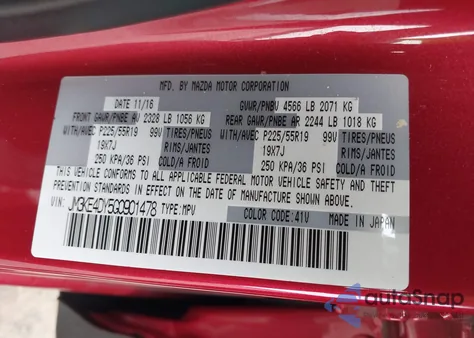 MFD. BY MAZDA MOTOR CORPORATION
DATE 11/16 GVWR/PNBV 4566 LB 2071 KG
FRONT GAWR/PNBE AV 2328 LB 1056 KG REAR GAWR/PNBE AR 2244 LB 1018 KG
WITH/AVEC P225/55R19 99V TIRES/PNEUS WITH/AVEC P225/55R19 99V TIRES/PNEUS
19X7J RIMS/JANTES 19X7J RIMS/JANTES
250 KPA/36 PSI COLD/A FROID 250 KPA/36 PSI COLD/A FROID
THIS VEHICLE CONFORMS TO ALL APPLICABLE FEDERAL MOTOR VEHICLE SAFETY AND THEFT
PREVENTION STANDARDS IN EFFECT ON THE DATE OF MANUFACTURE SHOWN ABOVE.
VIN: JM3KE4DY5G0901478 TYPE:MPV COLOR CODE:41V MADE IN JAPAN
autoSnap